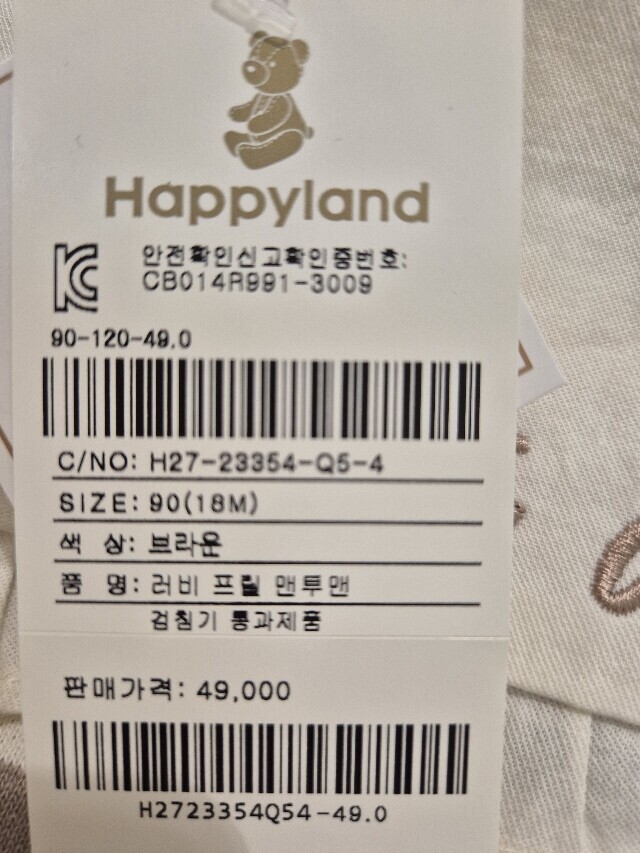 Happyland
안전확인신고확인증번호:
CB014R991-3009
90-120-49.0
C/NO: H27-23354-Q5-4
SIZE: 90(18M)
색 상: 브라운
품 명: 러비 프릴 맨투맨
검침기 통과제품
판매가격: 49,000
H2723354Q54-49.0